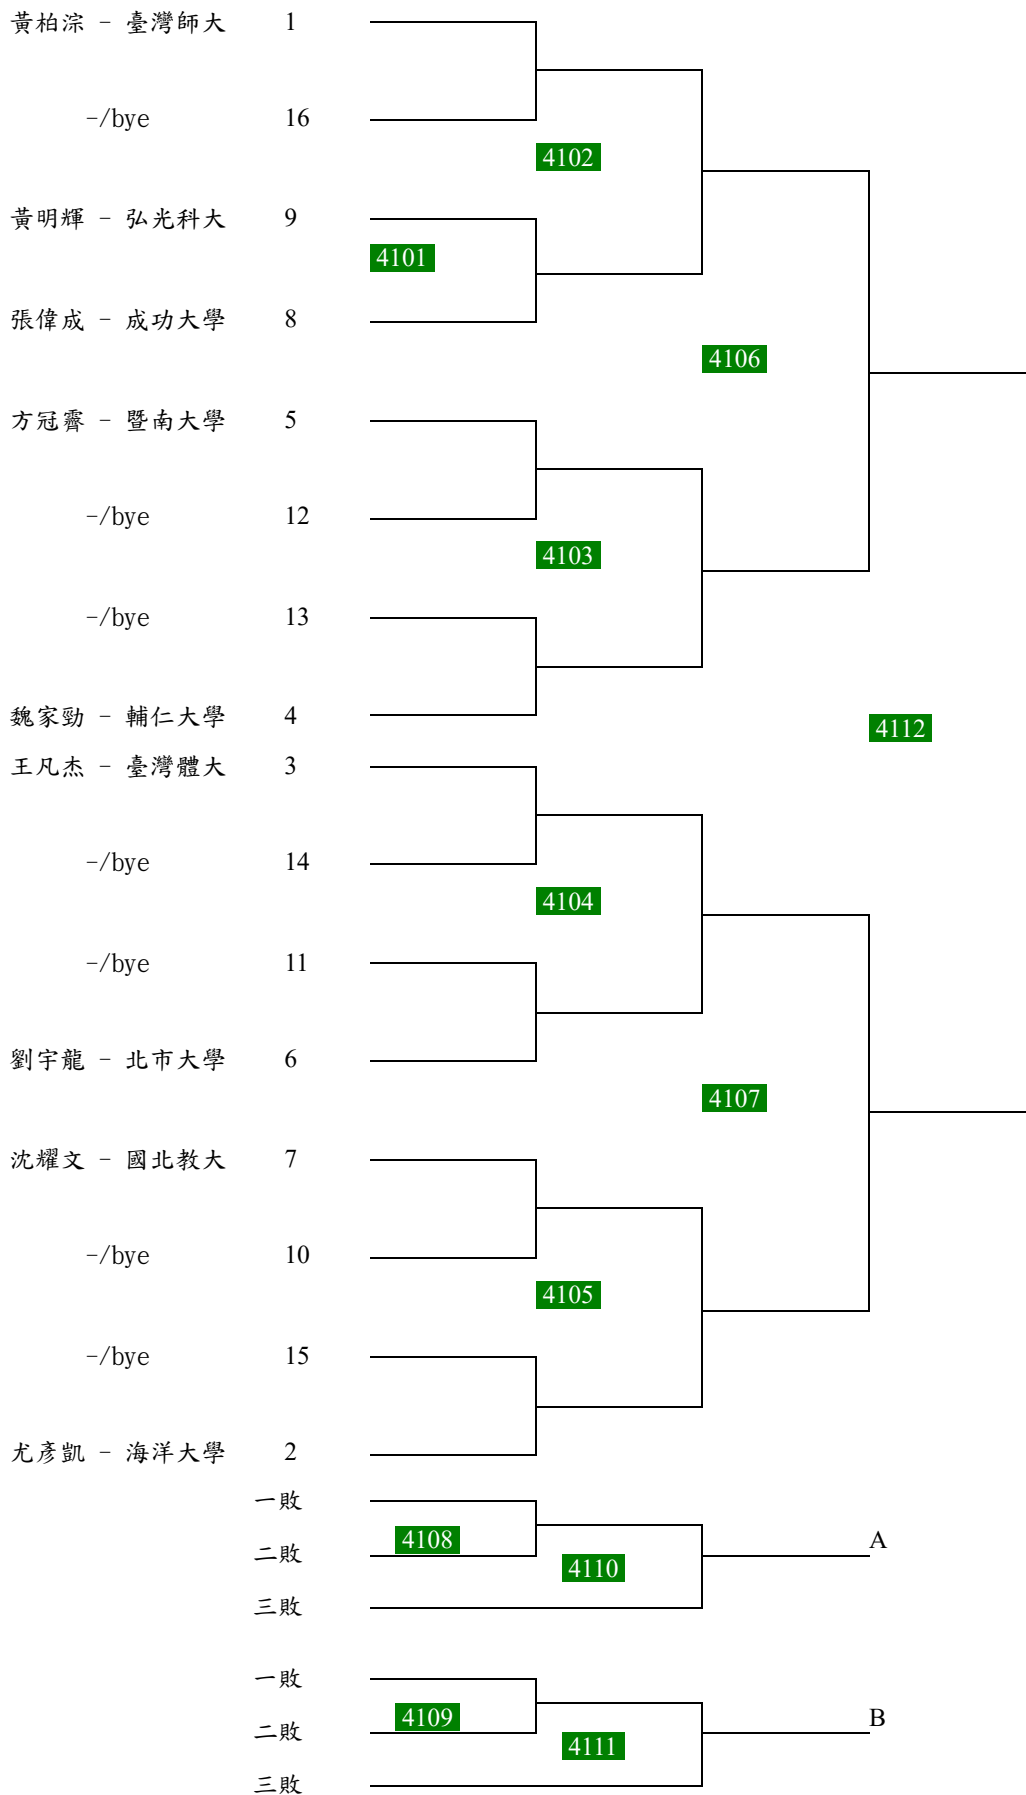 黃柏淙 - 臺灣師大 1
-/bye 16
4102
黃明輝 - 弘光科大 9
4101
張偉成 - 成功大學 8
4106
方冠霽 - 暨南大學 5
-/bye 12
4103
-/bye 13
魏家勁 - 輔仁大學 4
4112
王凡杰 - 臺灣體大 3
-/bye 14
4104
-/bye 11
劉宇龍 - 北市大學 6
4107
沈耀文 - 國北教大 7
-/bye 10
4105
-/bye 15
尤彥凱 - 海洋大學 2
一敗
4108
二敗
A
4110
三敗
一敗
4109
二敗
B
4111
三敗